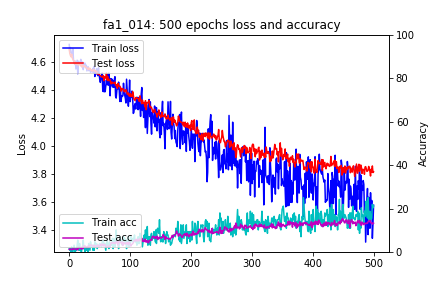 fa1_014: 500 epochs loss and accuracy
Train loss
Test loss
Train acc
Test acc
Loss
4.6
4.4
4.2
4.0
3.8
3.6
3.4
Accuracy
100
80
60
40
20
0
0
100
200
300
400
500